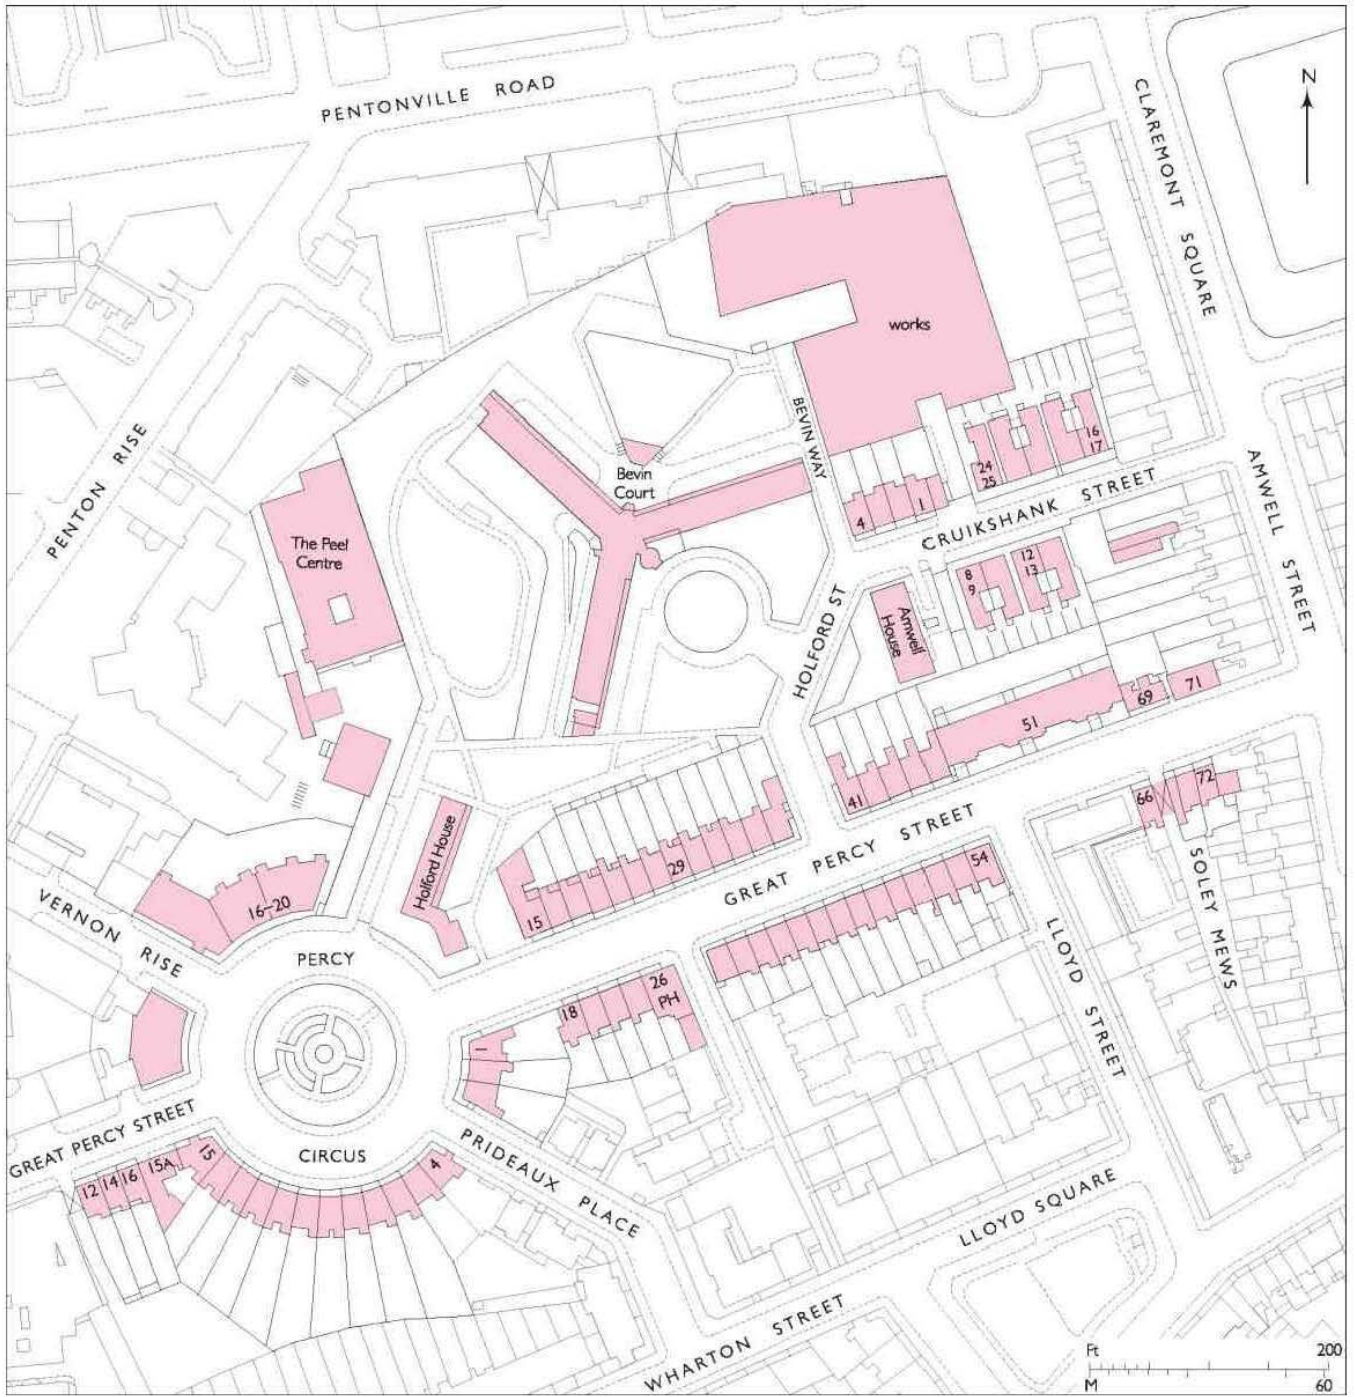 PENTONVILLE ROAD
CLAREMONT SQUARE
N
works
PENTON RISE
BEVIN WAY
16
17
24
25
Bevin
Court
4
1
CRUIKSHANK STREET
AMWELL STREET
The Peel
Centre
8
9
12
13
Amwell
House
HOLFORD ST
69
71
51
41
66
72
Holford House
29
GREAT PERCY STREET
54
SOLEY MEWS
15
16–20
VERNON RISE
PERCY
LLOYD STREET
26
PH
18
1
GREAT PERCY STREET
12
14
16
15A
15
CIRCUS
4
PRIDEAUX PLACE
LLOYD SQUARE
WHARTON STREET
Ft
200
M
60